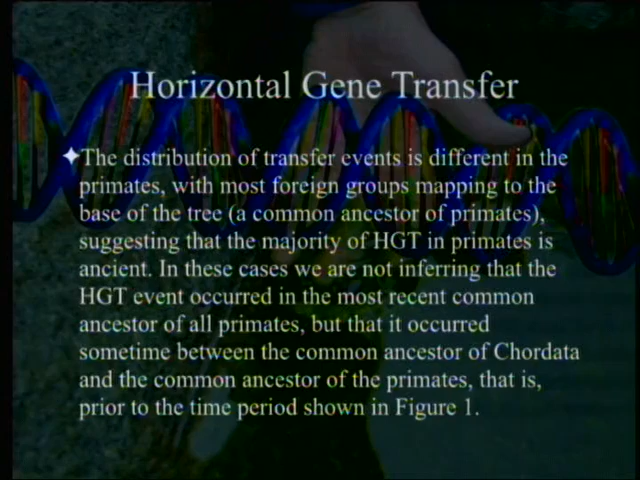 Horizontal Gene Transfer
✦The distribution of transfer events is different in the
primates, with most foreign groups mapping to the
base of the tree (a common ancestor of primates),
suggesting that the majority of HGT in primates is
ancient. In these cases we are not inferring that the
HGT event occurred in the most recent common
ancestor of all primates, but that it occurred
sometime between the common ancestor of Chordata
and the common ancestor of the primates, that is,
prior to the time period shown in Figure 1.